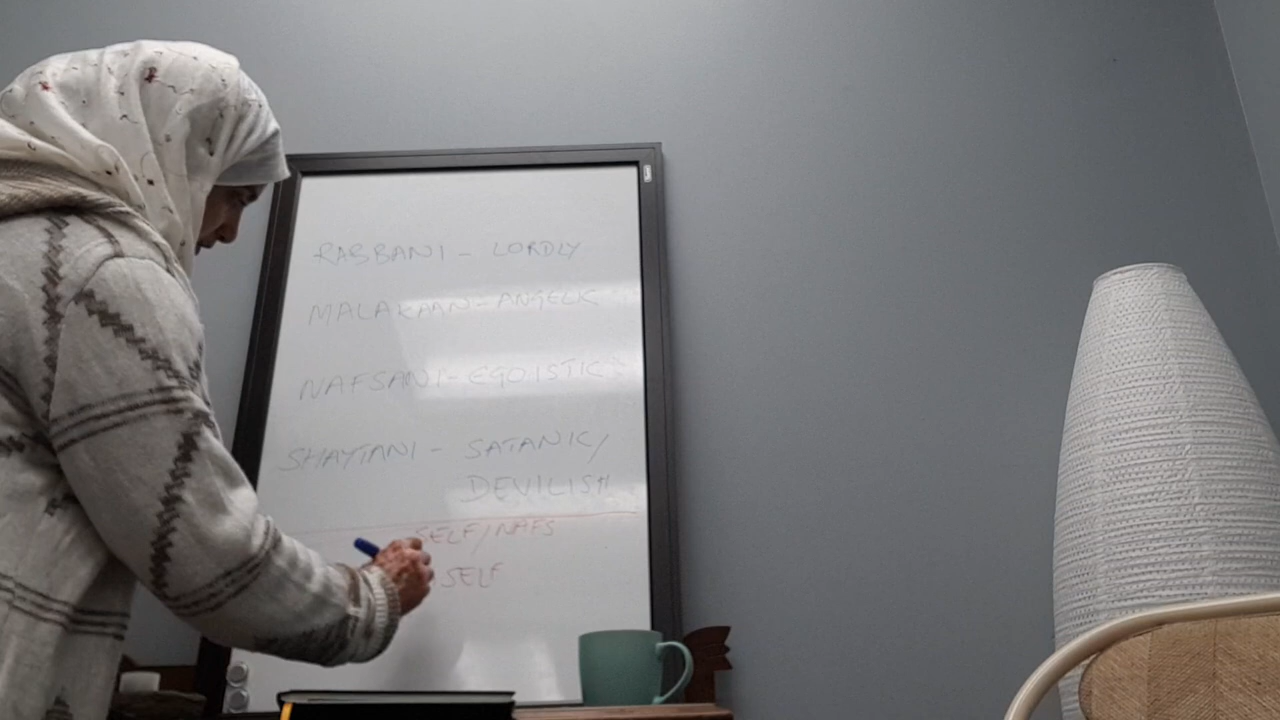 RABBANI - LORDLY
MALAKAAN - ANGELIC
NAFSANI - EGOISTIC
SHAYTANI - SATANIC/
DEVILISH
SELF/NAFS
SELF